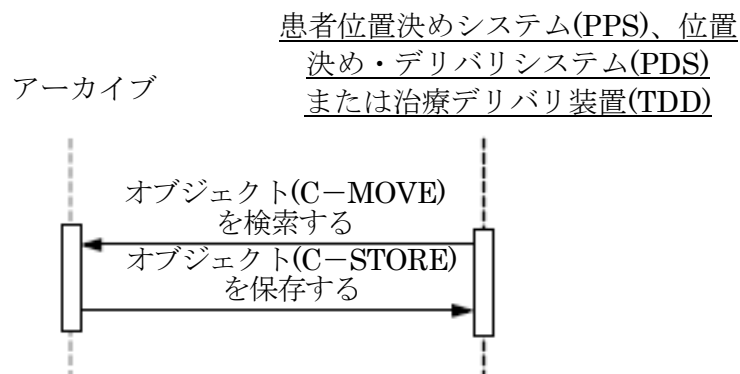 患者位置決めシステム(PPS)、位置
決め・デリバリシステム(PDS)
または治療デリバリ装置(TDD)
アーカイブ
オブジェクト(C－MOVE)
を検索する
オブジェクト(C－STORE)
を保存する